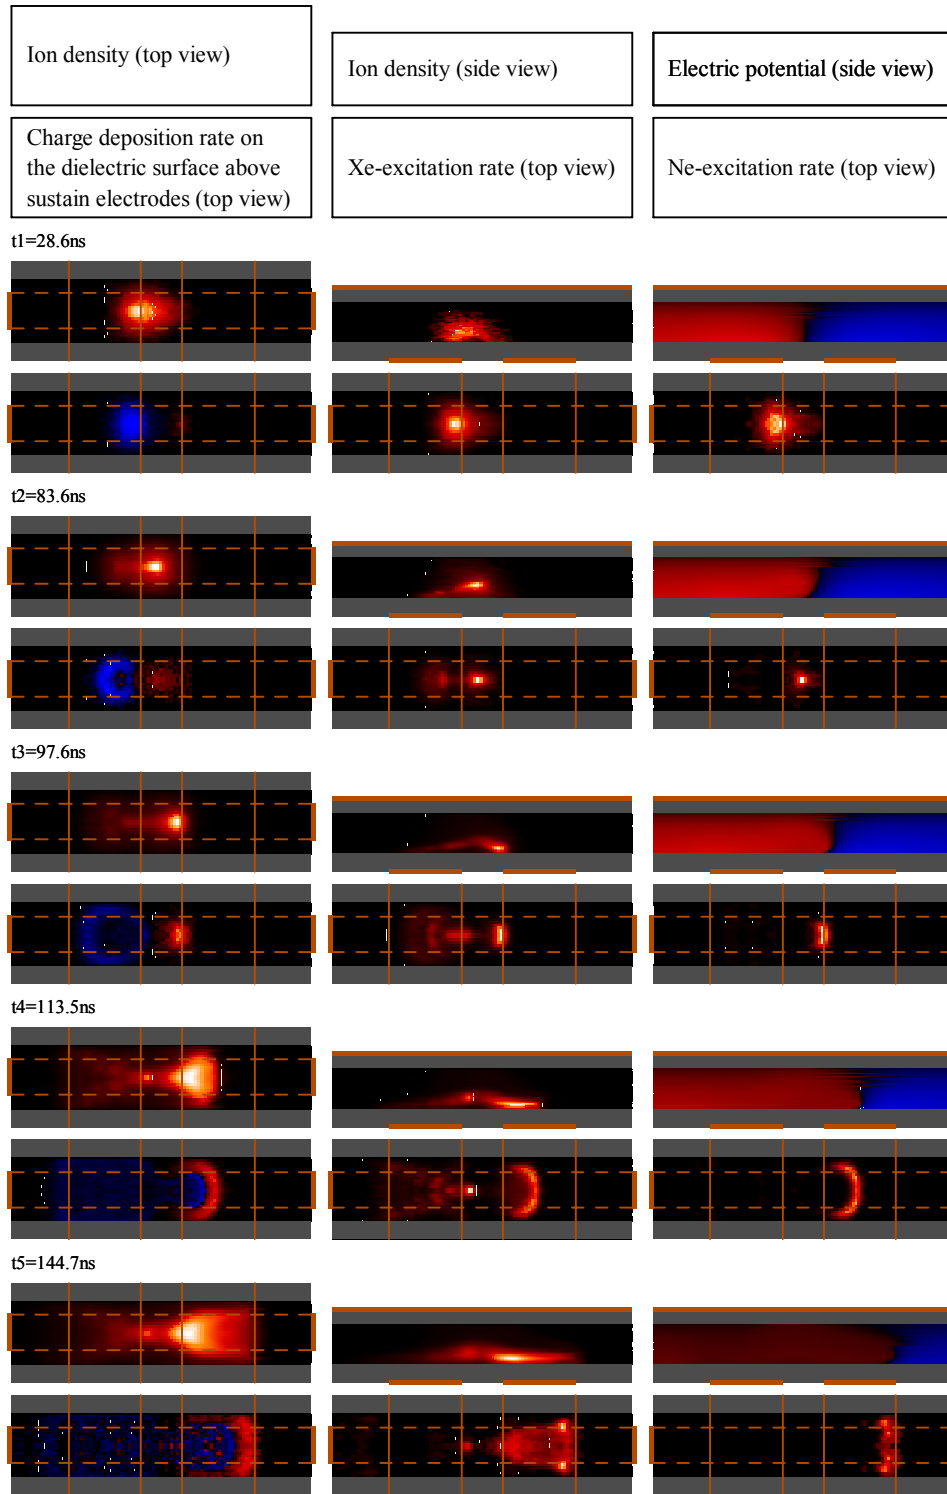 Ion density (top view)
Ion density (side view)
Electric potential (side view)
Charge deposition rate on
the dielectric surface above
sustain electrodes (top view)
Xe-excitation rate (top view)
Ne-excitation rate (top view)
t1=28.6ns
t2=83.6ns
t3=97.6ns
t4=113.5ns
t5=144.7ns